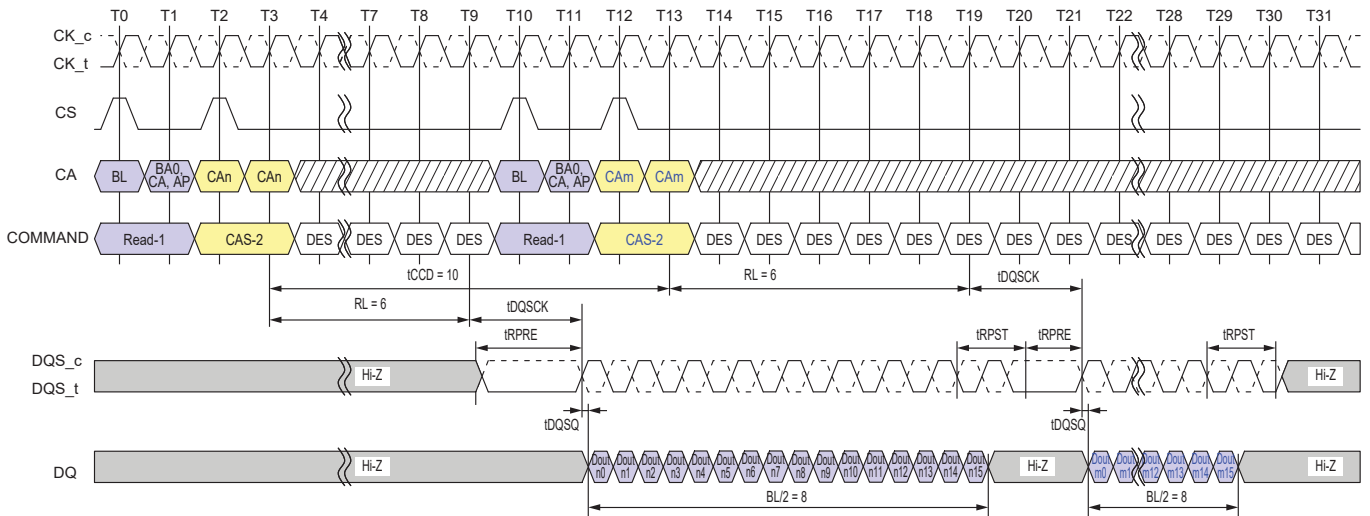 T0 T1 T2 T3 T4 T7 T8 T9 T10 T11 T12 T13 T14 T15 T16 T17 T18 T19 T20 T21 T22 T28 T29 T30 T31
CK_c
CK_t
CS
CA BL BA0, CA, AP CAn CAn BL BA0, CA, AP CAm CAm
COMMAND Read-1 CAS-2 DES DES DES DES Read-1 CAS-2 DES DES DES DES DES DES DES DES DES DES DES DES DES
tCCD = 10 RL = 6 tDQSCK
RL = 6 tDQSCK
tRPRE tRPST tRPRE tRPST
DQS_c
DQS_t
Hi-Z Hi-Z
tDQSQ tDQSQ
DQ Hi-Z Dout n0 Dout n1 Dout n2 Dout n3 Dout n4 Dout n5 Dout n6 Dout n7 Dout n8 Dout n9 Dout n10 Dout n11 Dout n12 Dout n13 Dout n14 Dout n15 Hi-Z Dout m0 Dout m1 Dout m12 Dout m13 Dout m14 Dout m15 Hi-Z
BL/2 = 8 BL/2 = 8